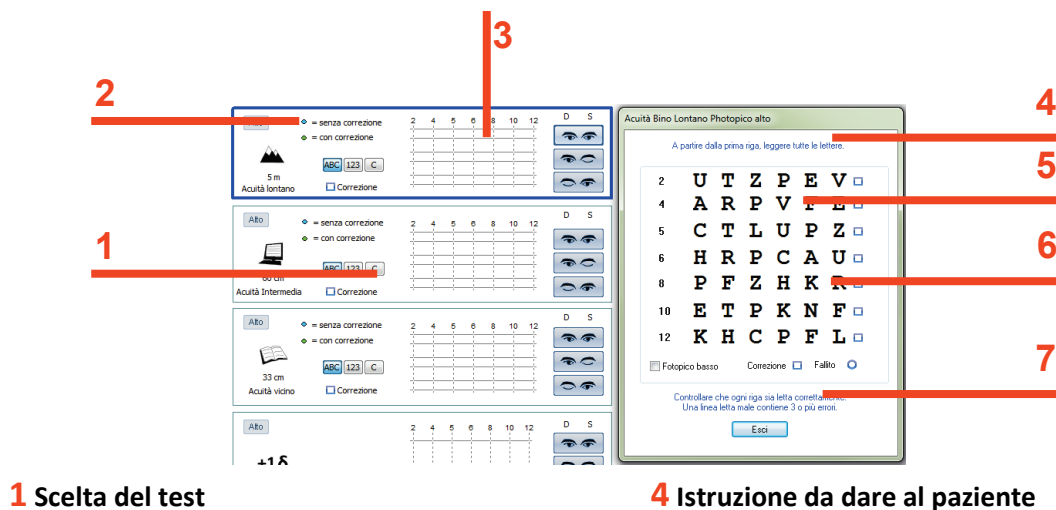 3
2
4
5
1
6
7
Alto
= senza correzione
= con correzione
ABC 123 C
5 m
Acuità lontano
Correzione
2 4 6 8 10 12
D S
Alto
= senza correzione
= con correzione
ABC 123 C
60 cm
Acuità Intermedia
Correzione
2 4 5 6 8 10 12
D S
Alto
= senza correzione
= con correzione
ABC 123 C
33 cm
Acuità vicino
Correzione
2 4 5 6 8 10 12
D S
Alto
+1 δ
2 4 5 6 8 10 12
D S
Acuità Bino Lontano Photopico alto
A partire dalla prima riga, leggere tutte le lettere.
2 U T Z P E V
4 A R P V F E
5 C T L U P Z
6 H R P C A U
8 P F Z H K R
10 E T P K N F
12 K H C P F L
Fotopico basso Correzione Fallito
Controllare che ogni riga sia letta correttamente.
Una linea letta male contiene 3 o più errori.
Esci
1 Scelta del test
4 Istruzione da dare al paziente